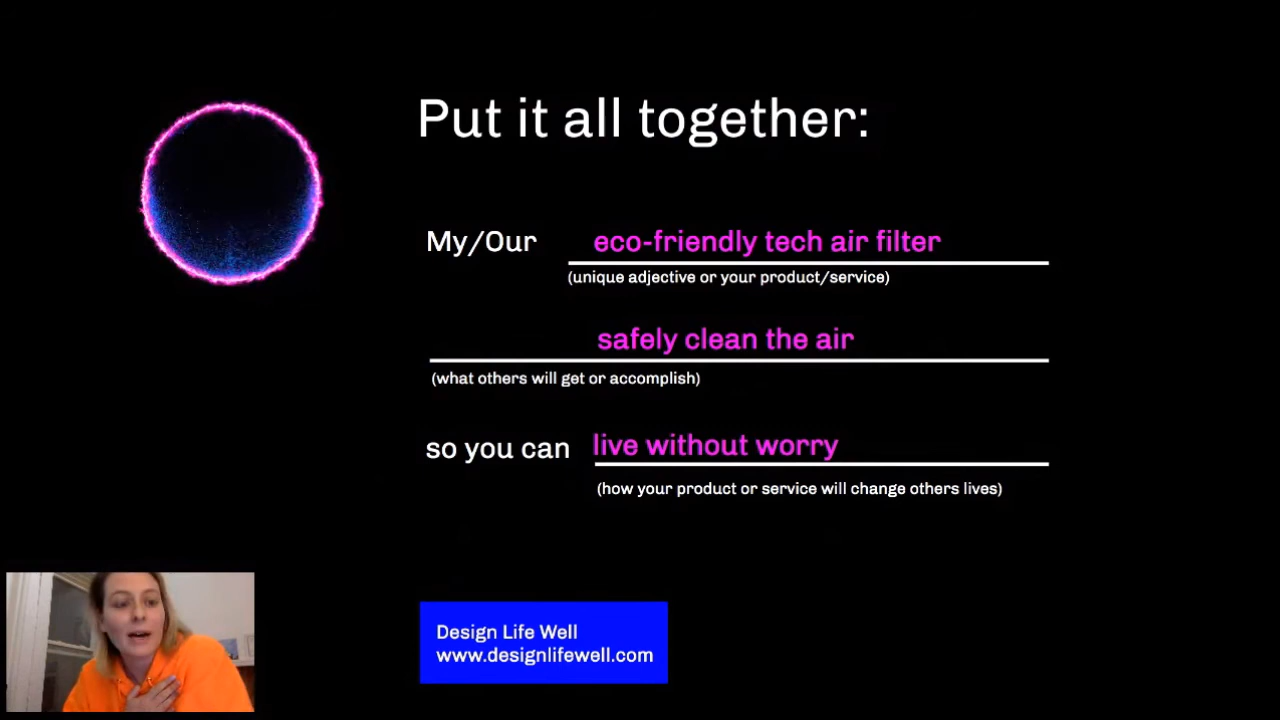 Put it all together:
My/Our eco-friendly tech air filter
(unique adjective or your product/service)
safely clean the air
(what others will get or accomplish)
so you can live without worry
(how your product or service will change others lives)
Design Life Well
www.designlifewell.com